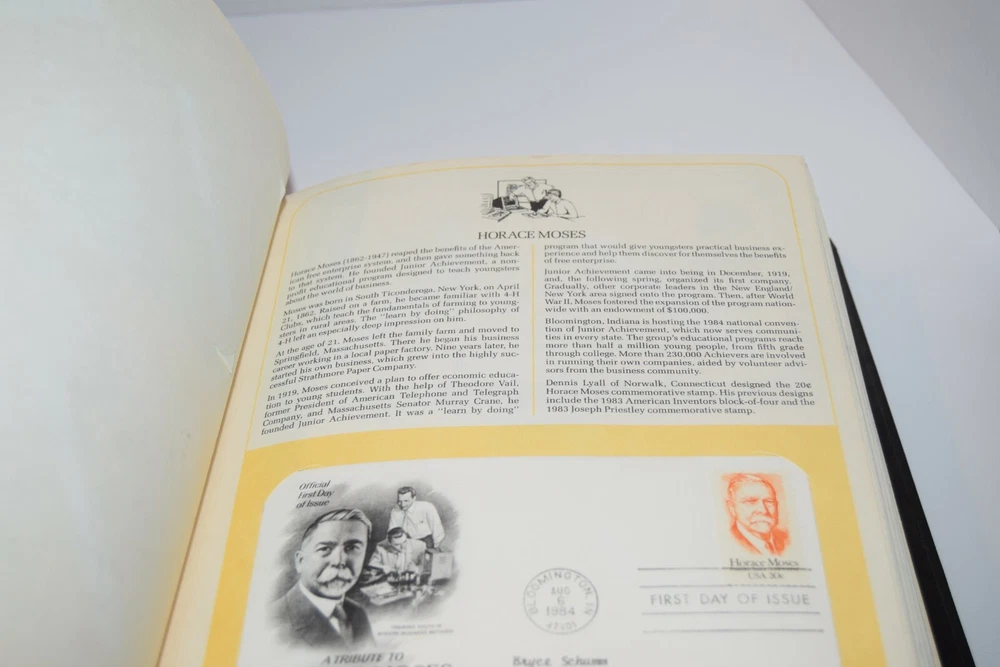 HORACE MOSES
Horace Moses (1862-1947) reaped the benefits of the Amer-
ican free enterprise system, and then gave something back
to that system. He founded Junior Achievement, a non-
profit educational program designed to teach youngsters
about the world of business.
Moses was born in South Ticonderoga, New York, on April
21, 1862. Raised on a farm, he became familiar with 4-H
Clubs, which teach the fundamentals of farming to young-
sters in rural areas. The "learn by doing" philosophy of
4-H left an especially deep impression on him.
At the age of 21, Moses left the family farm and moved to
Springfield, Massachusetts. There he began his business
career working in a local paper factory. Nine years later, he
started his own business, which grew into the highly suc-
cessful Strathmore Paper Company.
In 1919, Moses conceived a plan to offer economic educa-
tion to young students. With the help of Theodore Vail,
former President of American Telephone and Telegraph
Company, and Massachusetts Senator Murray Crane, he
founded Junior Achievement. It was a "learn by doing"
program that would give youngsters practical business ex-
perience and help them discover for themselves the benefits
of free enterprise.
Junior Achievement came into being in December, 1919,
and, the following spring, organized its first company.
Gradually, other corporate leaders in the New England/
New York area signed onto the program. Then, after World
War II, Moses fostered the expansion of the program nation-
wide with an endowment of $100,000.
Bloomington, Indiana is hosting the 1984 national conven-
tion of Junior Achievement, which now serves communi-
ties in every state. The group's educational programs reach
more than half a million young people, from fifth grade
through college. More than 230,000 Achievers are involved
in running their own companies, aided by volunteer advi-
sors from the business community.
Dennis Lyall of Norwalk, Connecticut designed the 20¢
Horace Moses commemorative stamp. His previous designs
include the 1983 American Inventors block-of-four and the
1983 Joseph Priestley commemorative stamp.
Official
First Day
of Issue
Horace Moses
USA 20¢
BLOOMINGTON, IN
AUG
6
1984
47401
FIRST DAY OF ISSUE
A TRIBUTE TO
Bryce Schumm